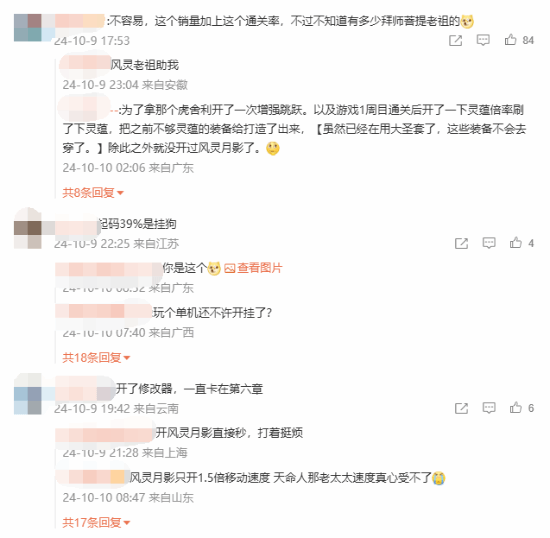 :不容易，这个销量加上这个通关率，不过不知道有多少拜师菩提老祖的
24-10-9 17:53
84
风灵老祖助我
24-10-9 23:04 来自安徽
--:为了拿那个虎舍利开了一次增强跳跃。以及游戏1周目通关后开了一下灵蕴倍率刷
了下灵蕴，把之前不够灵蕴的装备给打造了出来，【虽然已经在用大圣套了，这些装备不会去
穿了。】除此之外就没开过风灵月影了。
24-10-10 02:06 来自广东
共8条回复
起码39%是挂狗
24-10-9 22:25 来自江苏
4
你是这个 查看图片
24-10-10 08:52 来自广东
玩个单机还不许开挂了？
24-10-10 07:40 来自广西
共18条回复
开了修改器，一直卡在第六章
24-10-9 19:42 来自云南
6
开风灵月影直接秒，打着挺烦
24-10-9 21:28 来自上海
风灵月影只开1.5倍移动速度 天命人那老太太速度真心受不了
24-10-10 08:47 来自山东
共17条回复